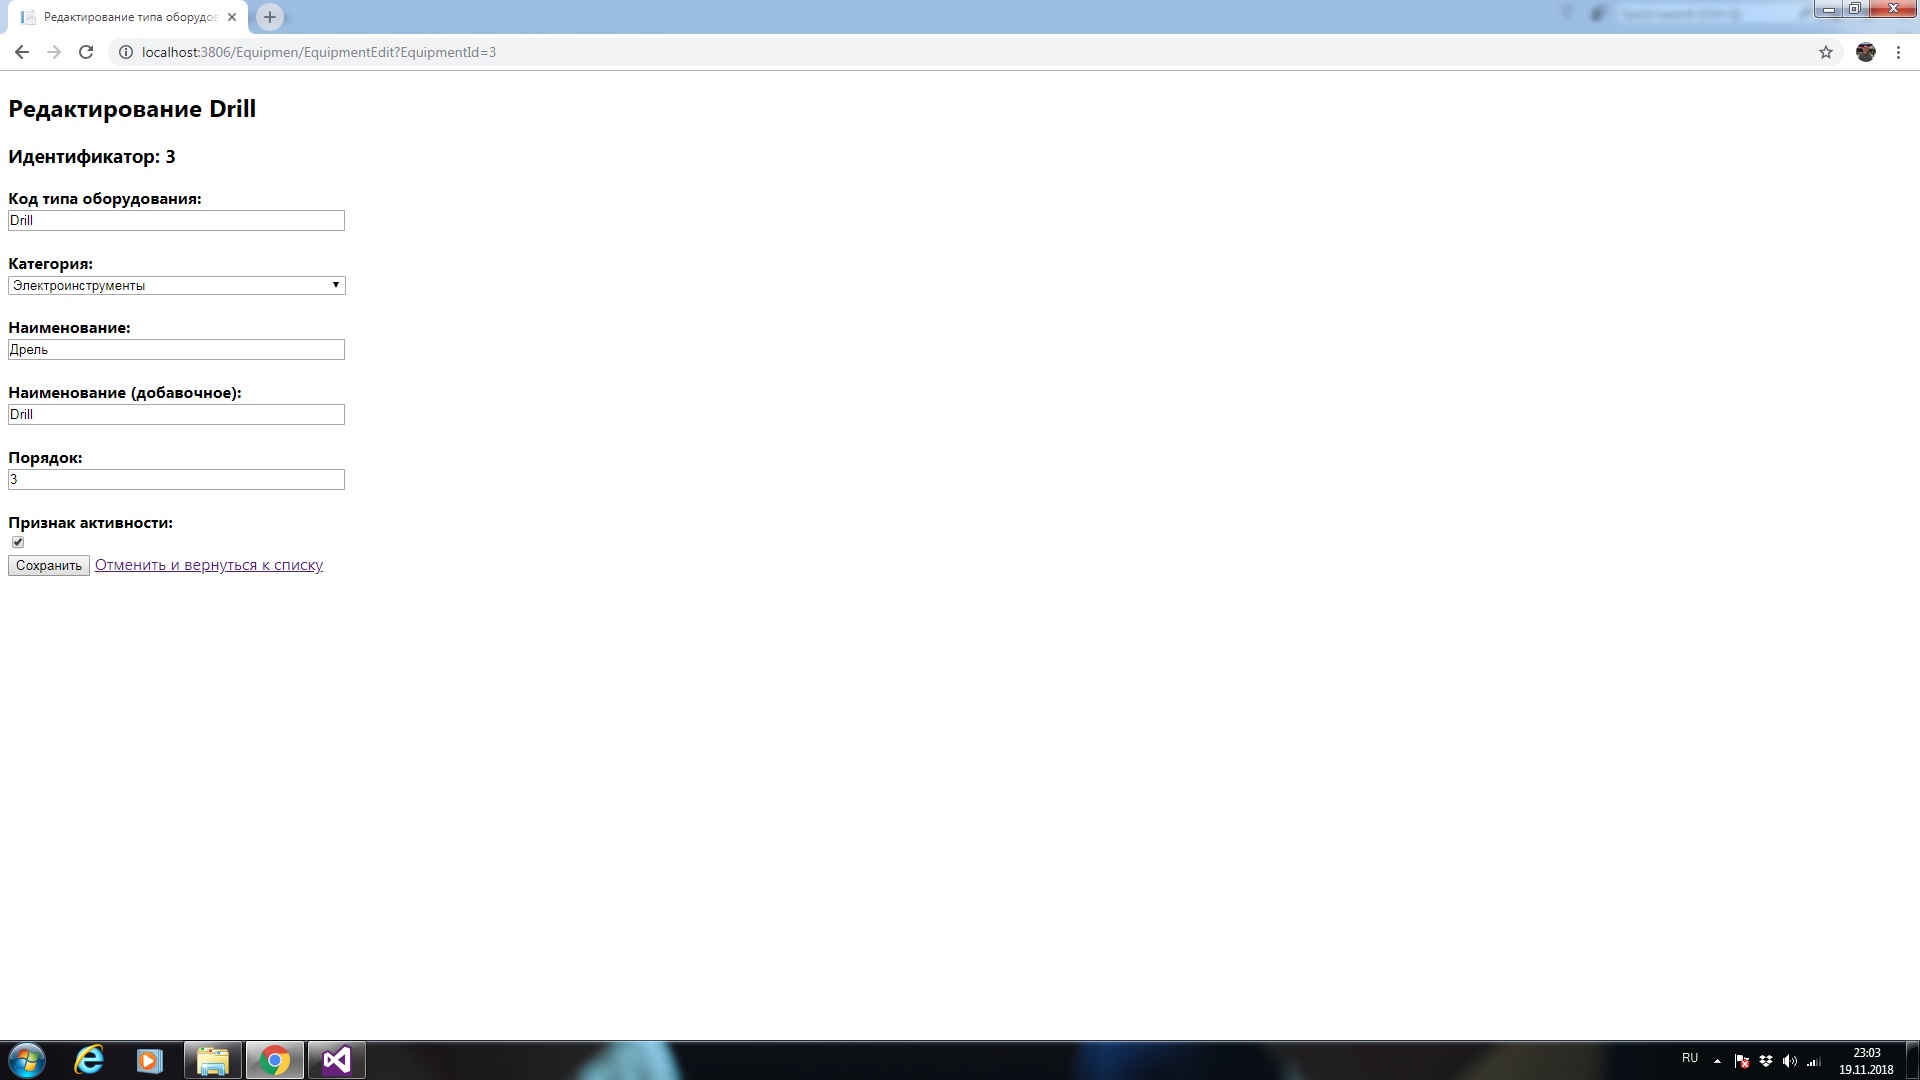 Редактирование типа оборудов
localhost:3806/Equipmen/EquipmentEdit?EquipmentId=3
Редактирование Drill
Идентификатор: 3
Код типа оборудования:
Drill
Категория:
Электроинструменты
Наименование:
Дрель
Наименование (добавочное):
Drill
Порядок:
3
Признак активности:
Сохранить Отменить и вернуться к списку
RU
23:03
19.11.2018